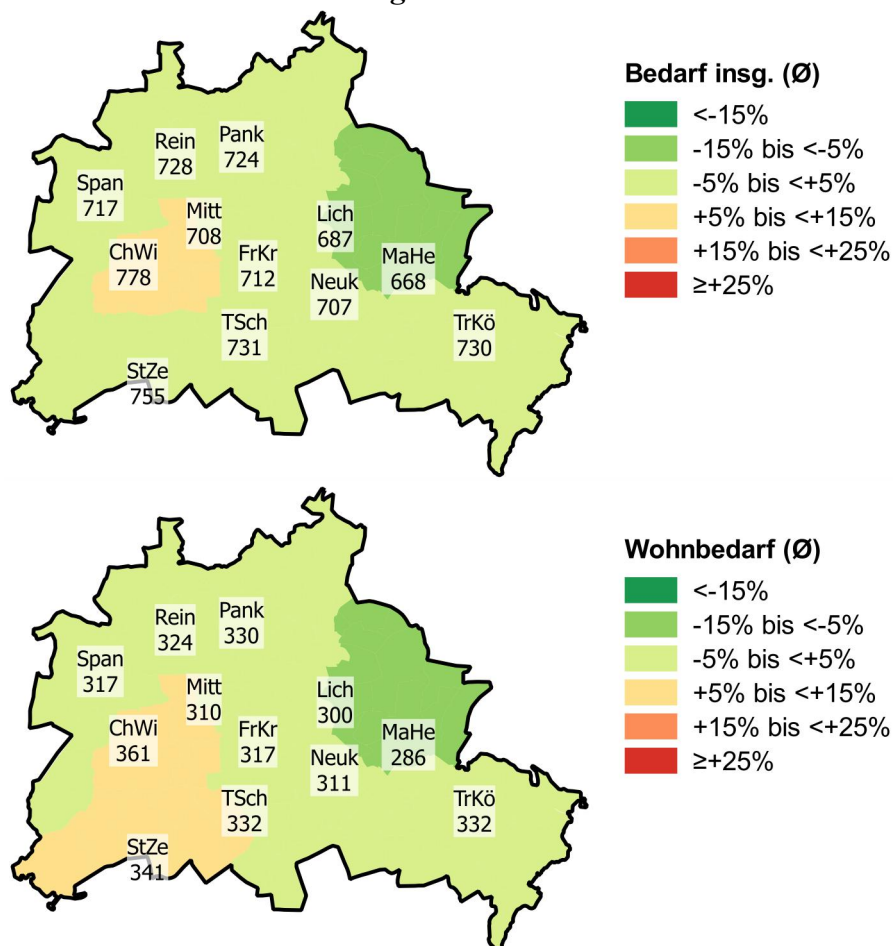 Bedarf insg. (Ø)
<-15%
-15% bis <-5%
-5% bis <+5%
+5% bis <+15%
+15% bis <+25%
≥+25%
Rein
728
Pank
724
Span
717
Mitt
708
Lich
687
ChWi
778
FrKr
712
MaHe
668
Neuk
707
TSch
731
TrKö
730
StZe
755
Wohnbedarf (Ø)
<-15%
-15% bis <-5%
-5% bis <+5%
+5% bis <+15%
+15% bis <+25%
≥+25%
Rein
324
Pank
330
Span
317
Mitt
310
Lich
300
ChWi
361
FrKr
317
MaHe
286
Neuk
311
TSch
332
TrKö
332
StZe
341